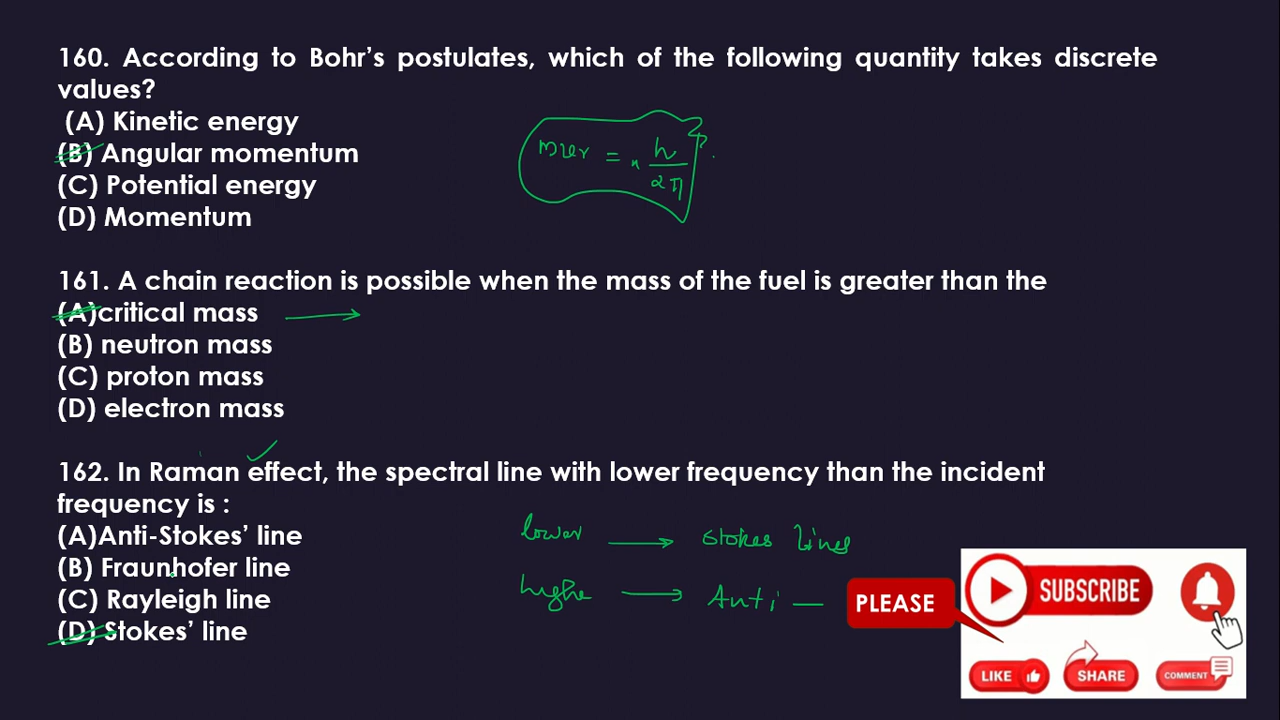 160. According to Bohr’s postulates, which of the following quantity takes discrete
values?
(A) Kinetic energy
(B) Angular momentum
(C) Potential energy
(D) Momentum
mvr = n h
2π
161. A chain reaction is possible when the mass of the fuel is greater than the
(A)critical mass
(B) neutron mass
(C) proton mass
(D) electron mass
162. In Raman effect, the spectral line with lower frequency than the incident
frequency is :
(A)Anti-Stokes’ line
(B) Fraunhofer line
(C) Rayleigh line
(D) Stokes’ line
lower → stokes lines
highe → Anti —
PLEASE
SUBSCRIBE
LIKE
SHARE
COMMENT